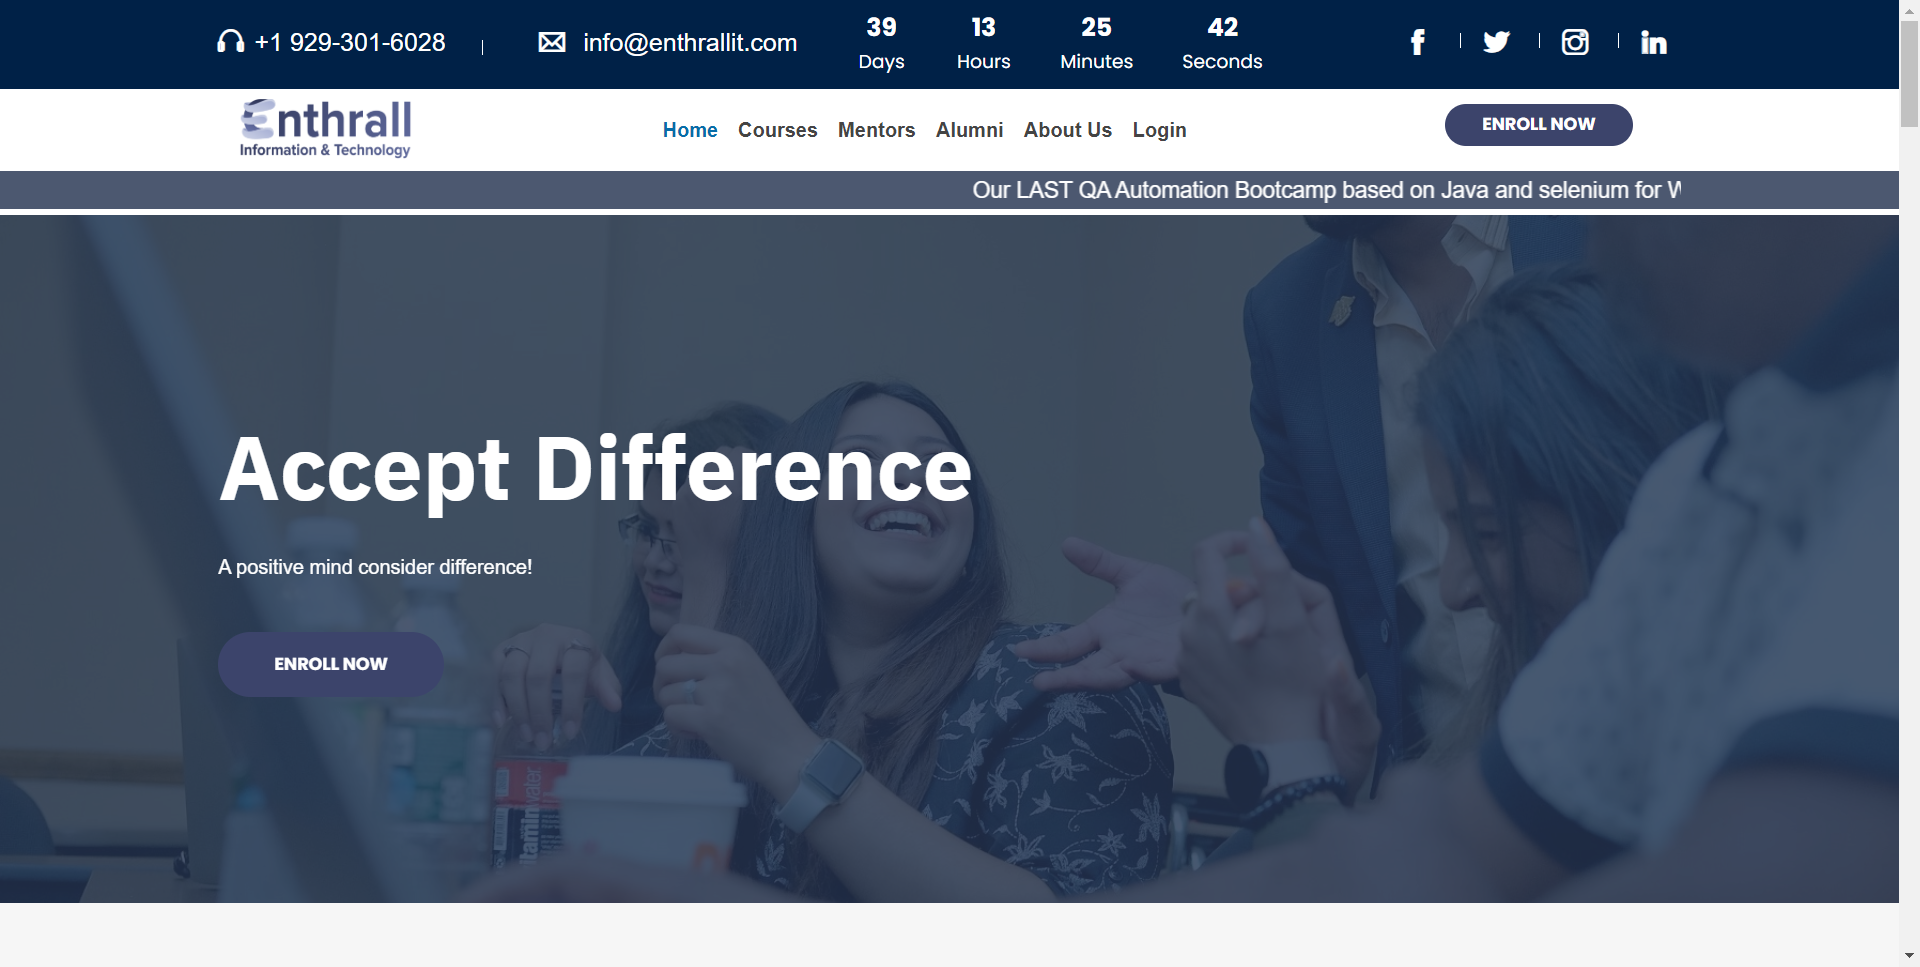 +1 929-301-6028
info@enthrallit.com
39 13 25 42
Days Hours Minutes Seconds
Enthrall
Information & Technology
Home Courses Mentors Alumni About Us Login
ENROLL NOW
Our LAST QA Automation Bootcamp based on Java and selenium for
Accept Difference
A positive mind consider difference!
ENROLL NOW